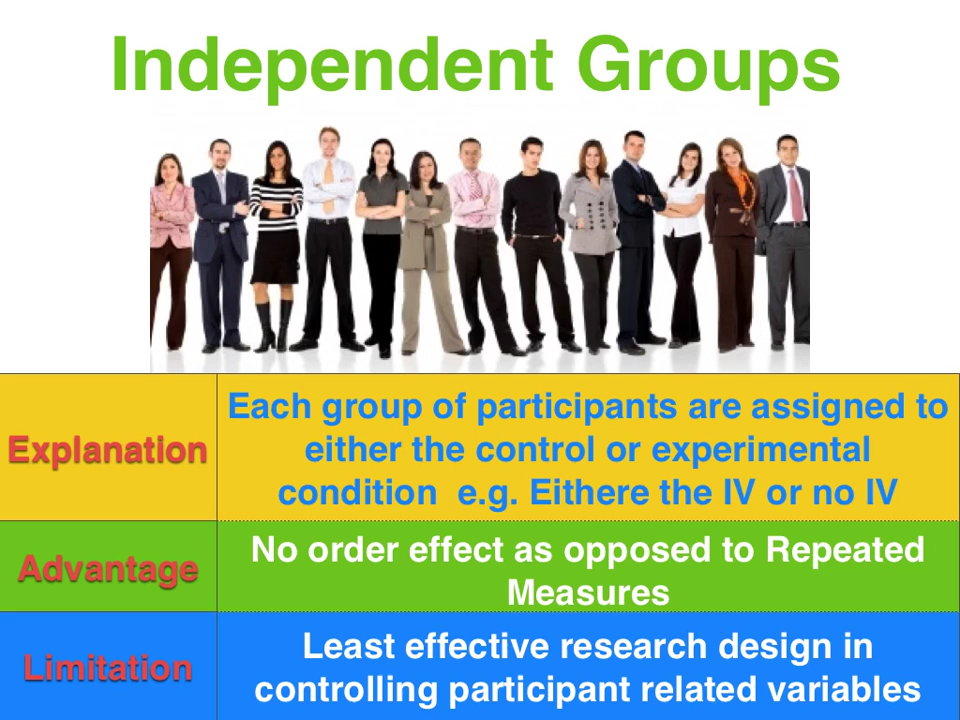 Independent Groups
Explanation
Each group of participants are assigned to
either the control or experimental
condition  e.g. Eithere the IV or no IV
Advantage
No order effect as opposed to Repeated
Measures
Limitation
Least effective research design in
controlling participant related variables